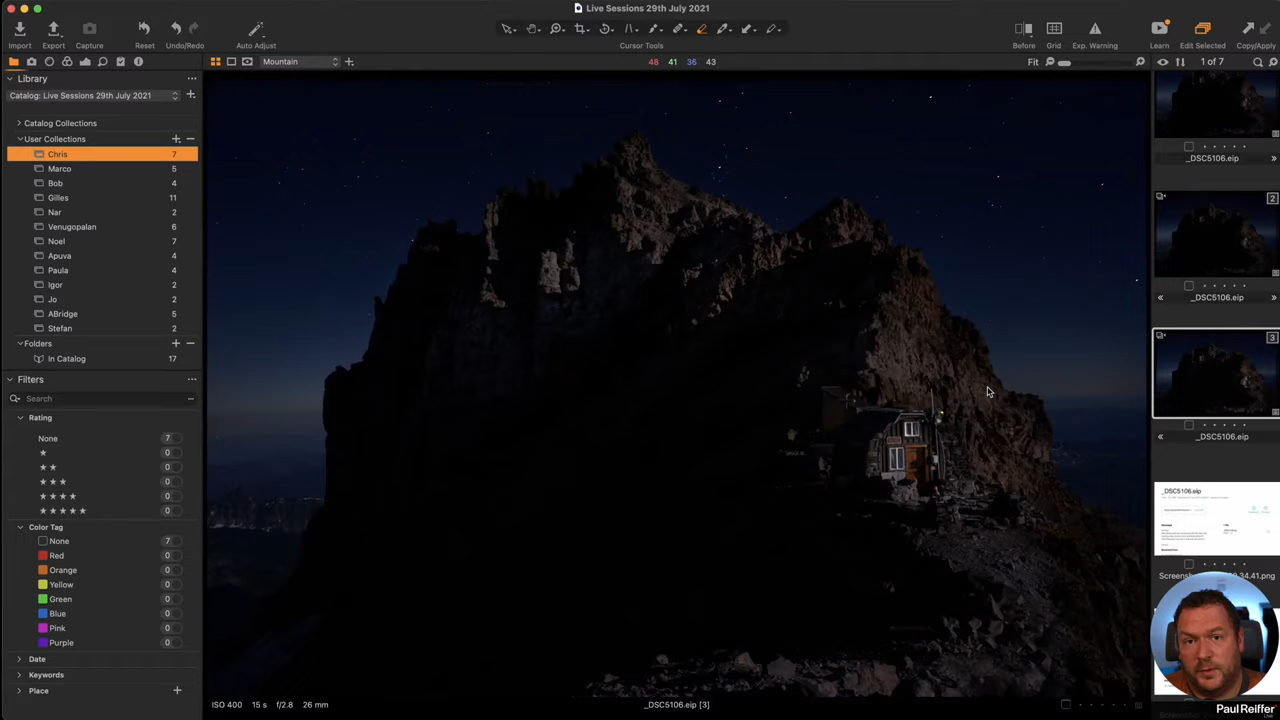 Live Sessions 29th July 2021
Import Export Capture Reset Undo/Redo Auto Adjust Cursor Tools Before Grid Exp. Warning Learn Edit Selected Copy/Apply
Mountain 48 41 36 43 Fit 1 of 7
Library
Catalog: Live Sessions 29th July 2021
Catalog Collections
User Collections
Chris 7
Marco 5
Bob 4
Gilles 11
Nar 2
Venugopalan 6
Noel 7
Apuva 4
Paula 4
Igor 2
Jo 2
ABridge 5
Stefan 2
Folders
In Catalog 17
Filters
Search
Rating
None 7
★ 0
★★ 0
★★★ 0
★★★★ 0
★★★★★ 0
Color Tag
None 7
Red 0
Orange 0
Yellow 0
Green 0
Blue 0
Pink 0
Purple 0
Date
Keywords
Place
ISO 400 15 s f/2.8 26 mm
_DSC5106.eip [3]
_DSC5106.eip
2
_DSC5106.eip
3
_DSC5106.eip
_DSC5106.eip
34.41.png
Paul Reiffer
Live